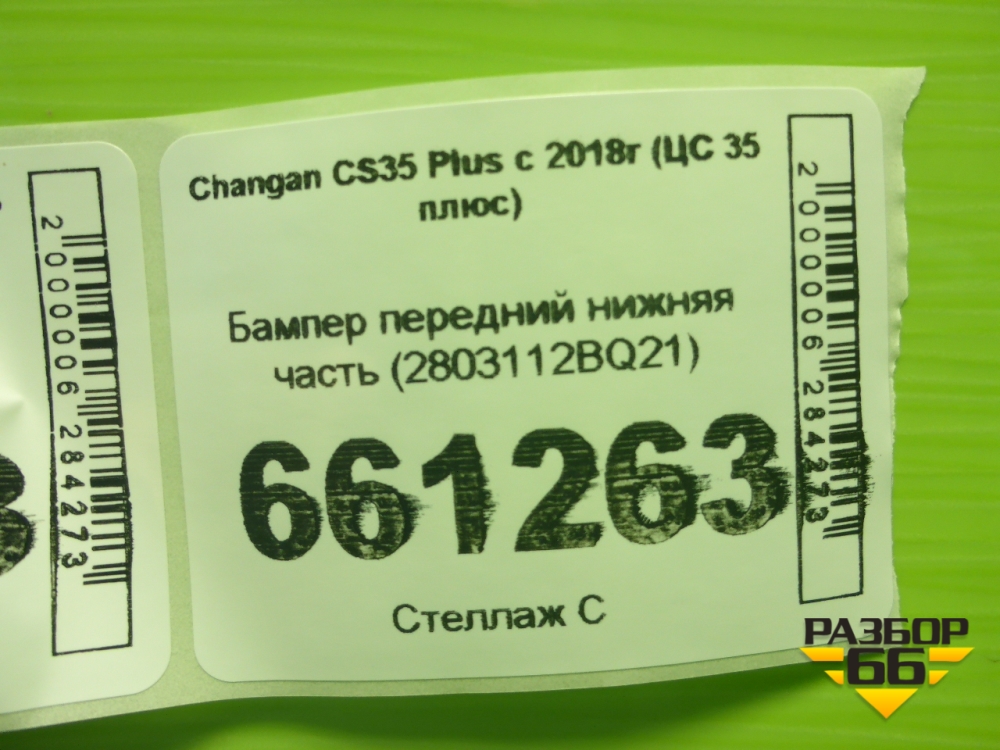 Changan CS35 Plus с 2018г (ЦС 35
плюс)
Бампер передний нижняя
часть (2803112BQ21)
661263
Стеллаж С
2000006284273
2000006284273
РАЗБОР
66